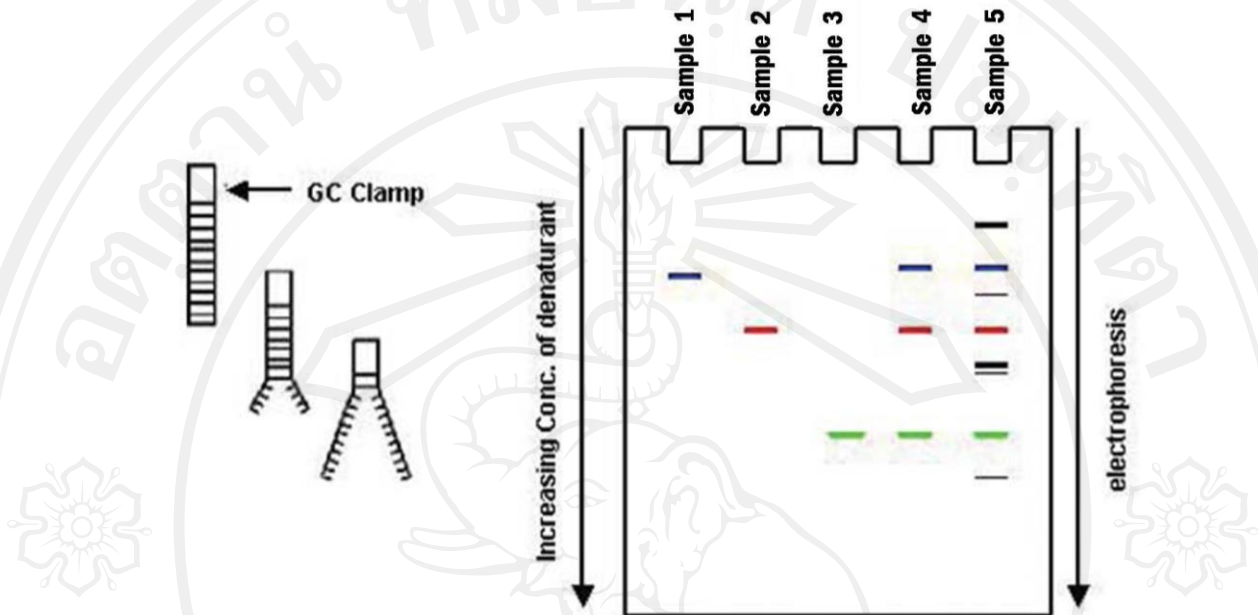 Sample 1
Sample 2
Sample 3
Sample 4
Sample 5
GC Clamp
Increasing Conc. of denaturant
electrophoresis